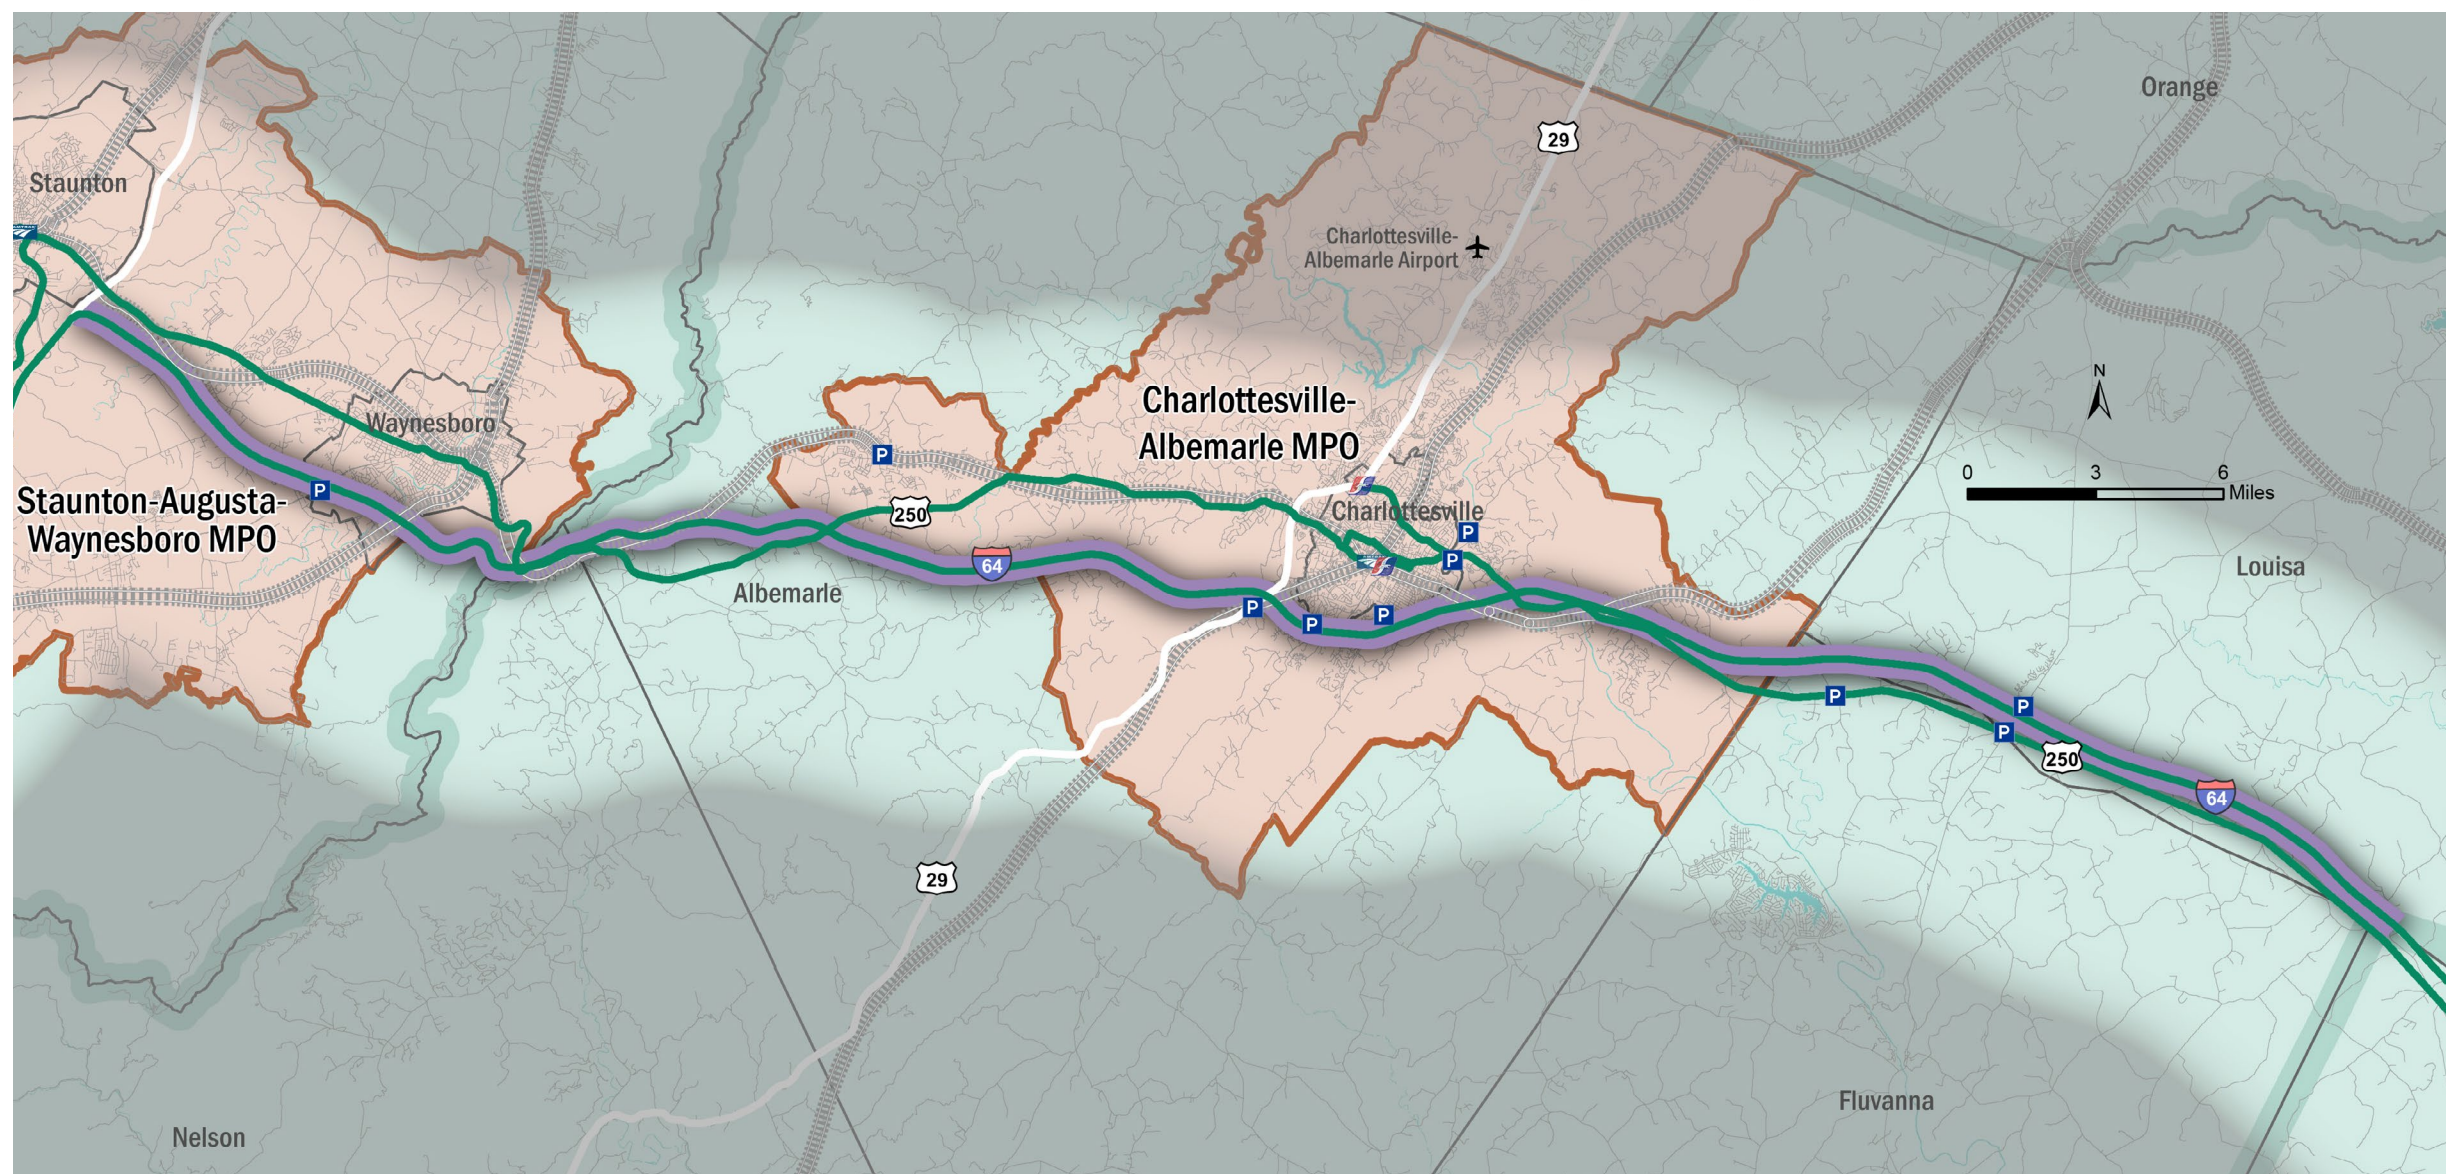 Orange
29
Staunton
Charlottesville-
Albemarle Airport
N
Charlottesville-
Albemarle MPO
Waynesboro
0 3 6
Miles
P
P
Staunton-Augusta-
Waynesboro MPO
250
Charlottesville
P
P
64
Louisa
Albemarle
P
P
P
P
P
P
250
64
29
Fluvanna
Nelson